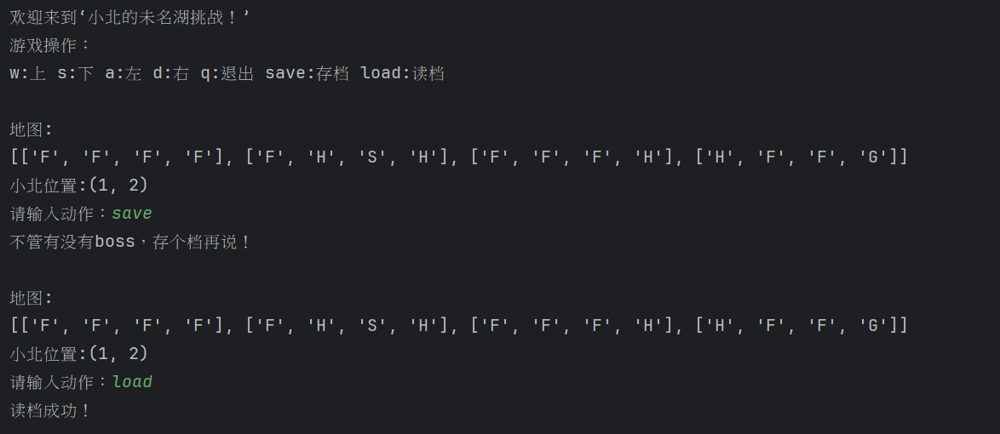 欢迎来到‘小北的未名湖挑战！’
游戏操作：
w:上 s:下 a:左 d:右 q:退出 save:存档 load:读档
地图:
[['F', 'F', 'F', 'F'], ['F', 'H', 'S', 'H'], ['F', 'F', 'F', 'H'], ['H', 'F', 'F', 'G']]
小北位置:(1, 2)
请输入动作：save
不管有没有boss，存个档再说！
地图:
[['F', 'F', 'F', 'F'], ['F', 'H', 'S', 'H'], ['F', 'F', 'F', 'H'], ['H', 'F', 'F', 'G']]
小北位置:(1, 2)
请输入动作：load
读档成功！